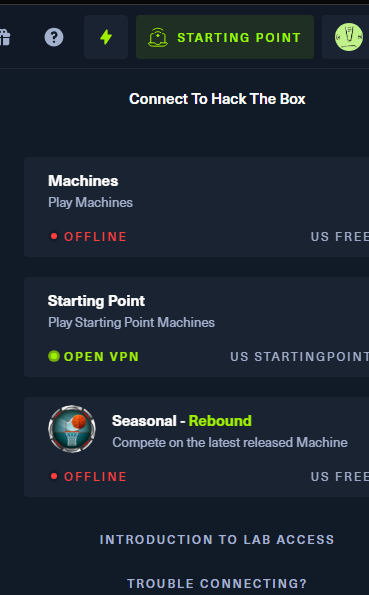 STARTING POINT
Connect To Hack The Box
Machines
Play Machines
OFFLINE
US FREE
Starting Point
Play Starting Point Machines
OPEN VPN
US STARTINGPOINT
Seasonal - Rebound
Compete on the latest released Machine
OFFLINE
US FREE
INTRODUCTION TO LAB ACCESS
TROUBLE CONNECTING?